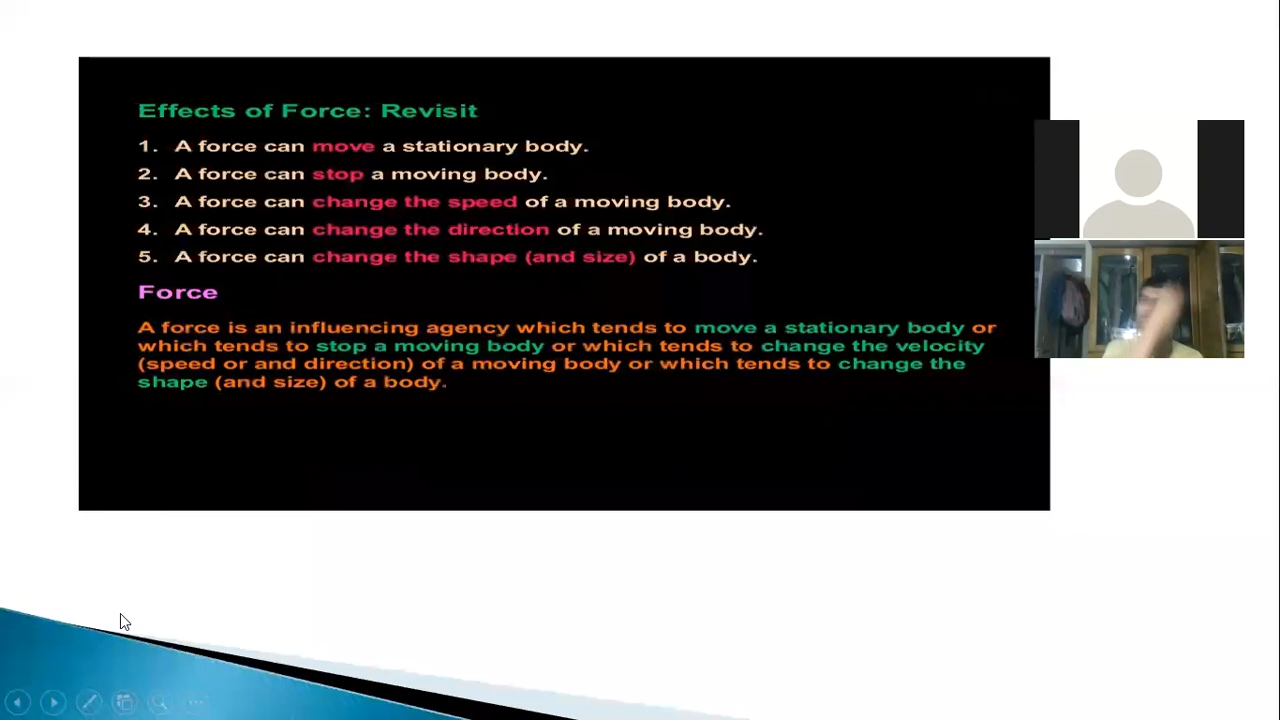 Effects of Force: Revisit
1. A force can move a stationary body.
2. A force can stop a moving body.
3. A force can change the speed of a moving body.
4. A force can change the direction of a moving body.
5. A force can change the shape (and size) of a body.
Force
A force is an influencing agency which tends to move a stationary body or
which tends to stop a moving body or which tends to change the velocity
(speed or and direction) of a moving body or which tends to change the
shape (and size) of a body.